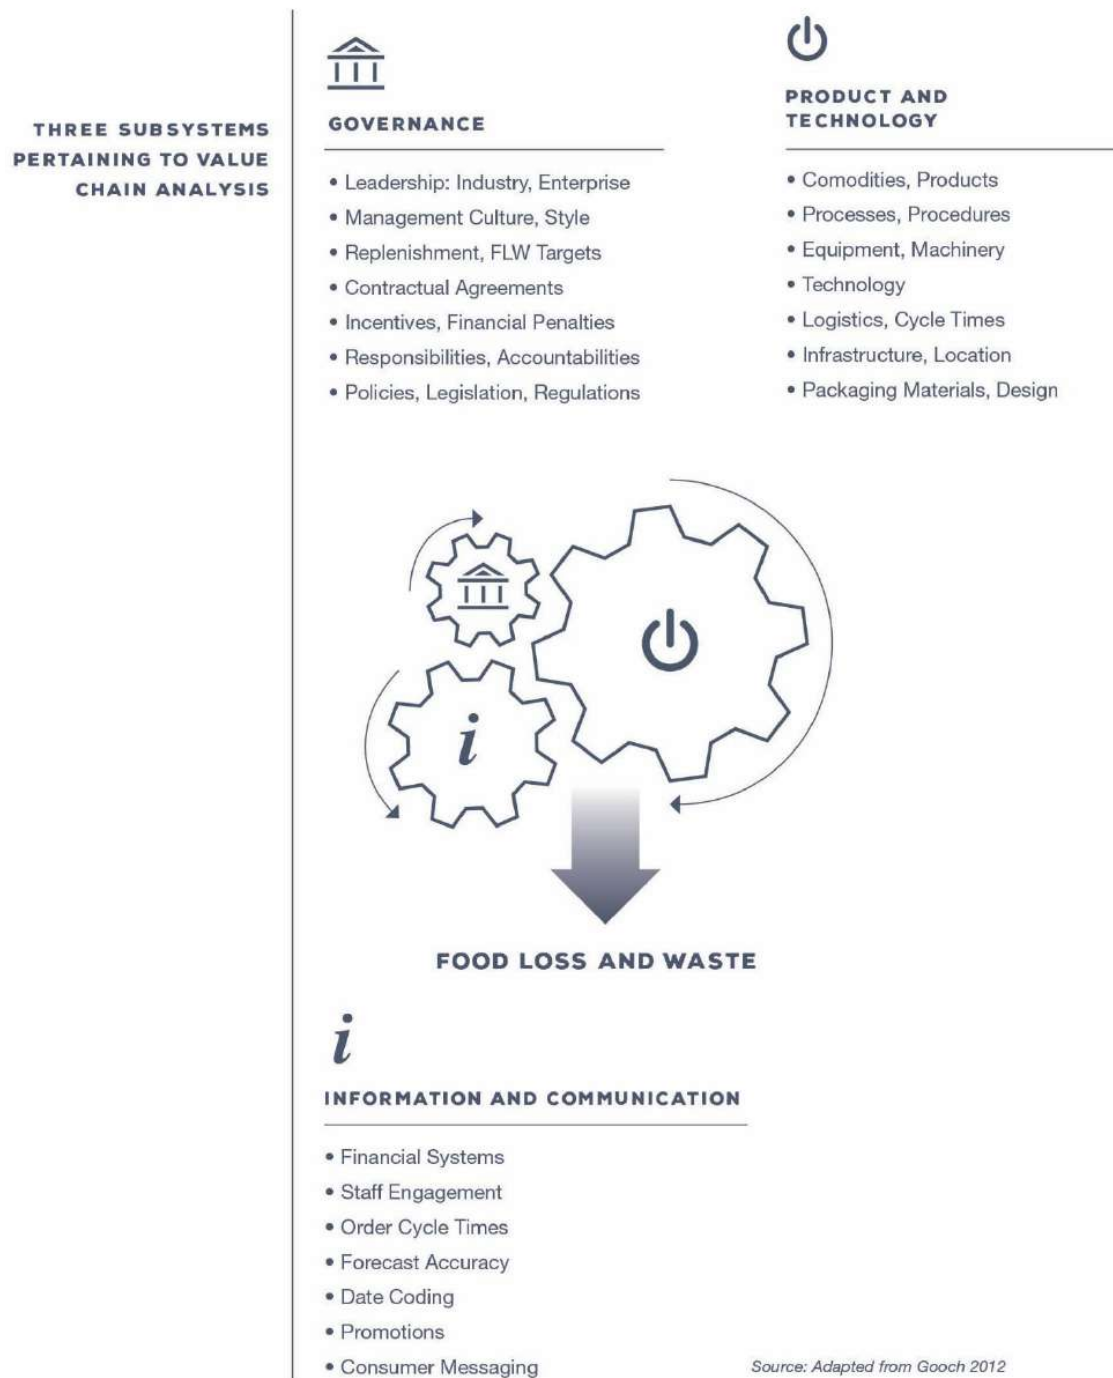 THREE SUBSYSTEMS
PERTAINING TO VALUE
CHAIN ANALYSIS
GOVERNANCE
• Leadership: Industry, Enterprise
• Management Culture, Style
• Replenishment, FLW Targets
• Contractual Agreements
• Incentives, Financial Penalties
• Responsibilities, Accountabilities
• Policies, Legislation, Regulations
PRODUCT AND
TECHNOLOGY
• Comodities, Products
• Processes, Procedures
• Equipment, Machinery
• Technology
• Logistics, Cycle Times
• Infrastructure, Location
• Packaging Materials, Design
i
FOOD LOSS AND WASTE
i
INFORMATION AND COMMUNICATION
• Financial Systems
• Staff Engagement
• Order Cycle Times
• Forecast Accuracy
• Date Coding
• Promotions
• Consumer Messaging
Source: Adapted from Gooch 2012